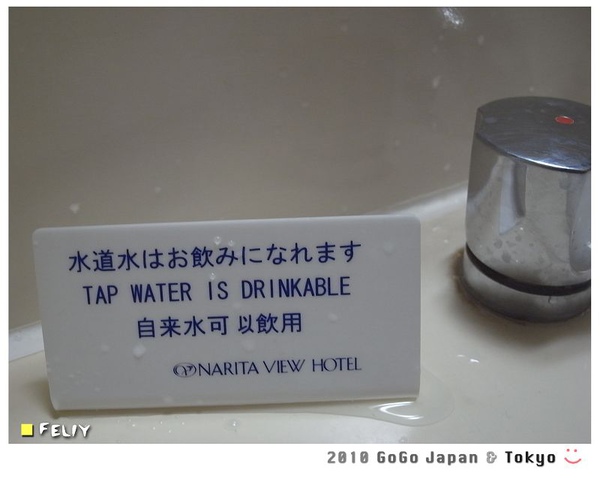 水道水はお飲みになれます
TAP WATER IS DRINKABLE
自来水可以飲用
NARITA VIEW HOTEL
FELIY
2010 GoGo Japan & Tokyo